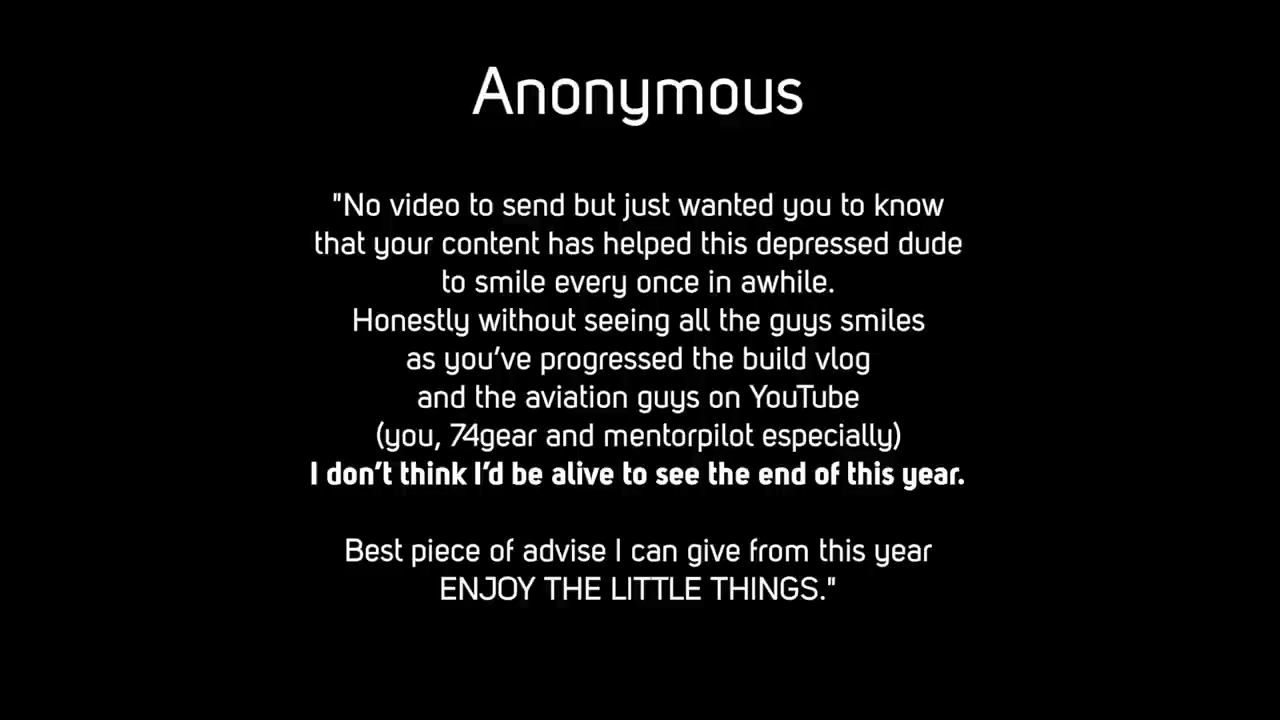 Anonymous
"No video to send but just wanted you to know
that your content has helped this depressed dude
to smile every once in awhile.
Honestly without seeing all the guys smiles
as you’ve progressed the build vlog
and the aviation guys on YouTube
(you, 74gear and mentorpilot especially)
I don’t think I’d be alive to see the end of this year.
Best piece of advise I can give from this year
ENJOY THE LITTLE THINGS."